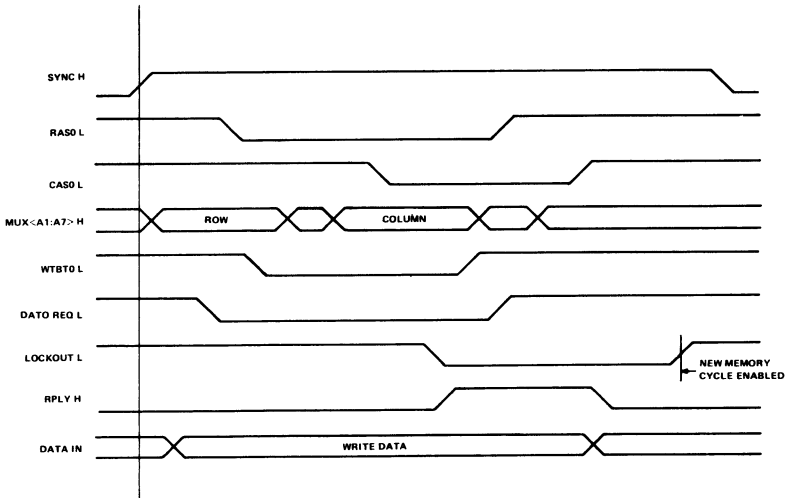 SYNC H
RAS0 L
CAS0 L
MUX<A1:A7> H
ROW
COLUMN
WTBT0 L
DATO REQ L
LOCKOUT L
NEW MEMORY
CYCLE ENABLED
RPLY H
DATA IN
WRITE DATA